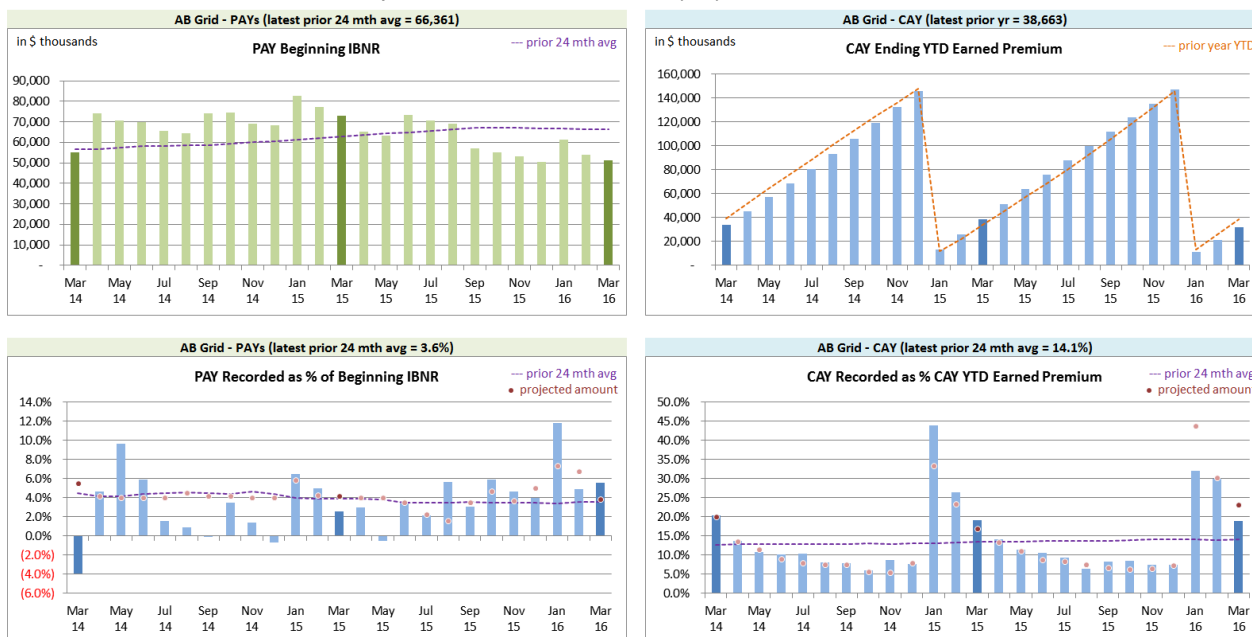 AB Grid - PAYs (latest prior 24 mth avg = 66,361)
in $ thousands
PAY Beginning IBNR
--- prior 24 mth avg
90,000
80,000
70,000
60,000
50,000
40,000
30,000
20,000
10,000
-
Mar May Jul Sep Nov Jan Mar May Jul Sep Nov Jan Mar
14 14 14 14 14 15 15 15 15 15 15 16 16
AB Grid - CAY (latest prior yr = 38,663)
in $ thousands
CAY Ending YTD Earned Premium
--- prior year YTD
160,000
140,000
120,000
100,000
80,000
60,000
40,000
20,000
-
Mar May Jul Sep Nov Jan Mar May Jul Sep Nov Jan Mar
14 14 14 14 14 15 15 15 15 15 15 16 16
AB Grid - PAYs (latest prior 24 mth avg = 3.6%)
PAY Recorded as % of Beginning IBNR
--- prior 24 mth avg
• projected amount
14.0%
12.0%
10.0%
8.0%
6.0%
4.0%
2.0%
0.0%
(2.0%)
(4.0%)
(6.0%)
Mar May Jul Sep Nov Jan Mar May Jul Sep Nov Jan Mar
14 14 14 14 14 15 15 15 15 15 15 16 16
AB Grid - CAY (latest prior 24 mth avg = 14.1%)
CAY Recorded as % CAY YTD Earned Premium
--- prior 24 mth avg
• projected amount
50.0%
45.0%
40.0%
35.0%
30.0%
25.0%
20.0%
15.0%
10.0%
5.0%
0.0%
Mar May Jul Sep Nov Jan Mar May Jul Sep Nov Jan Mar
14 14 14 14 14 15 15 15 15 15 15 16 16